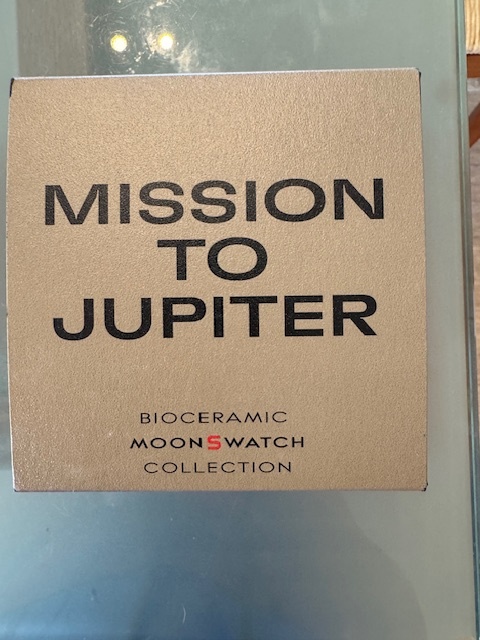 MISSION
TO
JUPITER
BIOCERAMIC
MOONSWATCH
COLLECTION